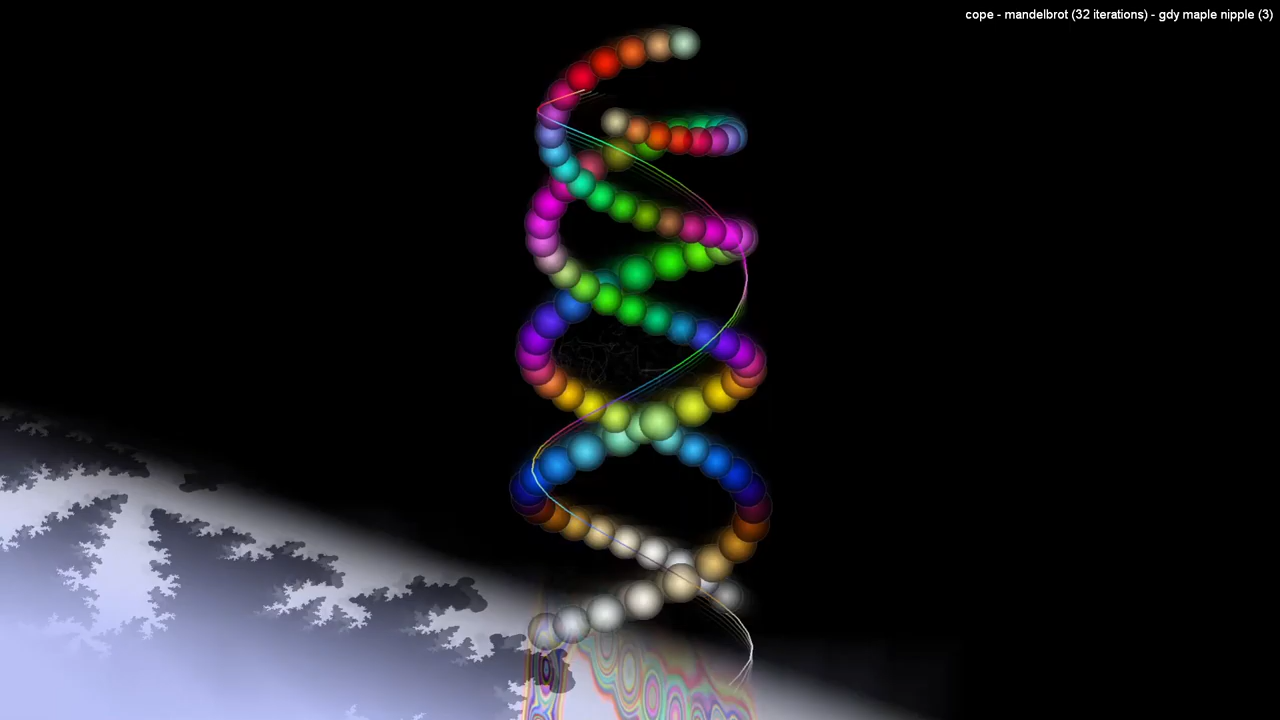 cope - mandelbrot (32 iterations) - gdy maple nipple (3)